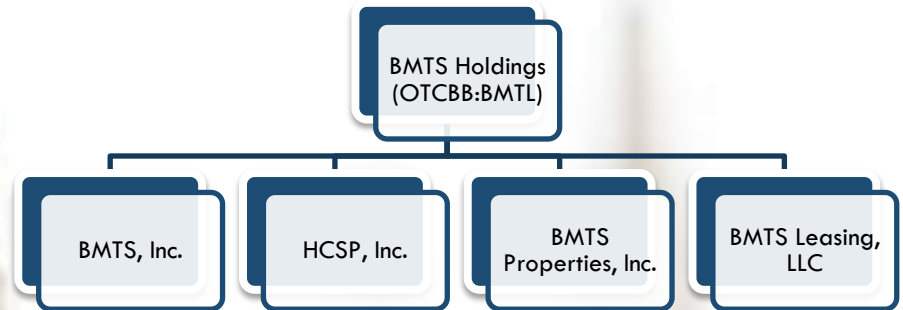 BMTS Holdings
(OTCBB:BMTL)
BMTS, Inc.
HCSP, Inc.
BMTS
Properties, Inc.
BMTS Leasing,
LLC